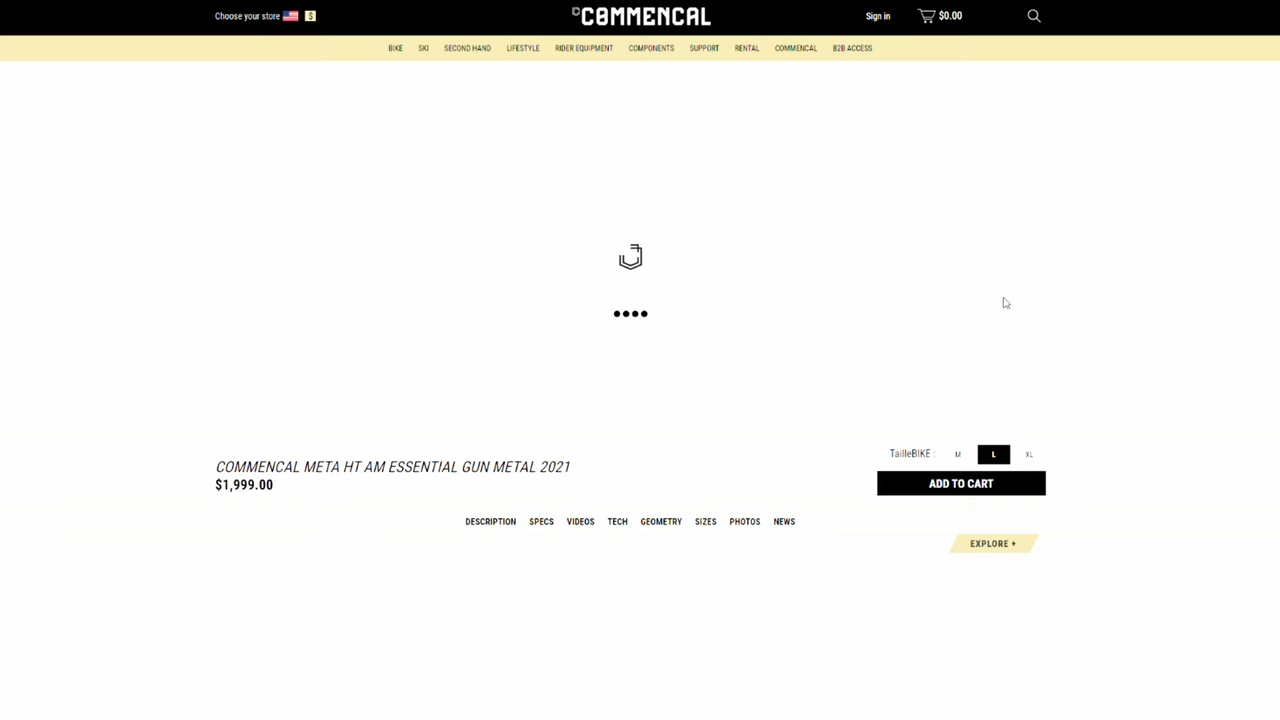 Choose your store $
COMMENCAL
Sign in $0.00
BIKE SKI SECOND HAND LIFESTYLE RIDER EQUIPMENT COMPONENTS SUPPORT RENTAL COMMENCAL B2B ACCESS
COMMENCAL META HT AM ESSENTIAL GUN METAL 2021
$1,999.00
TailleBIKE : M L XL
ADD TO CART
DESCRIPTION SPECS VIDEOS TECH GEOMETRY SIZES PHOTOS NEWS
EXPLORE +